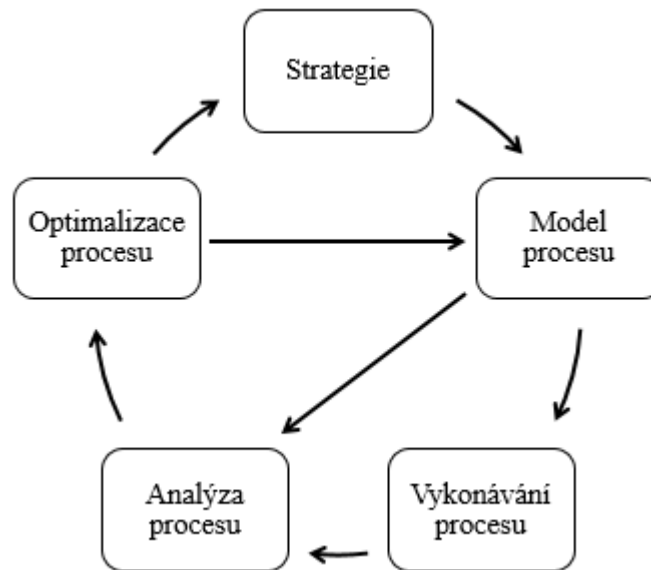 Strategie
Optimalizace
procesu
Model
procesu
Analýza
procesu
Vykonávání
procesu